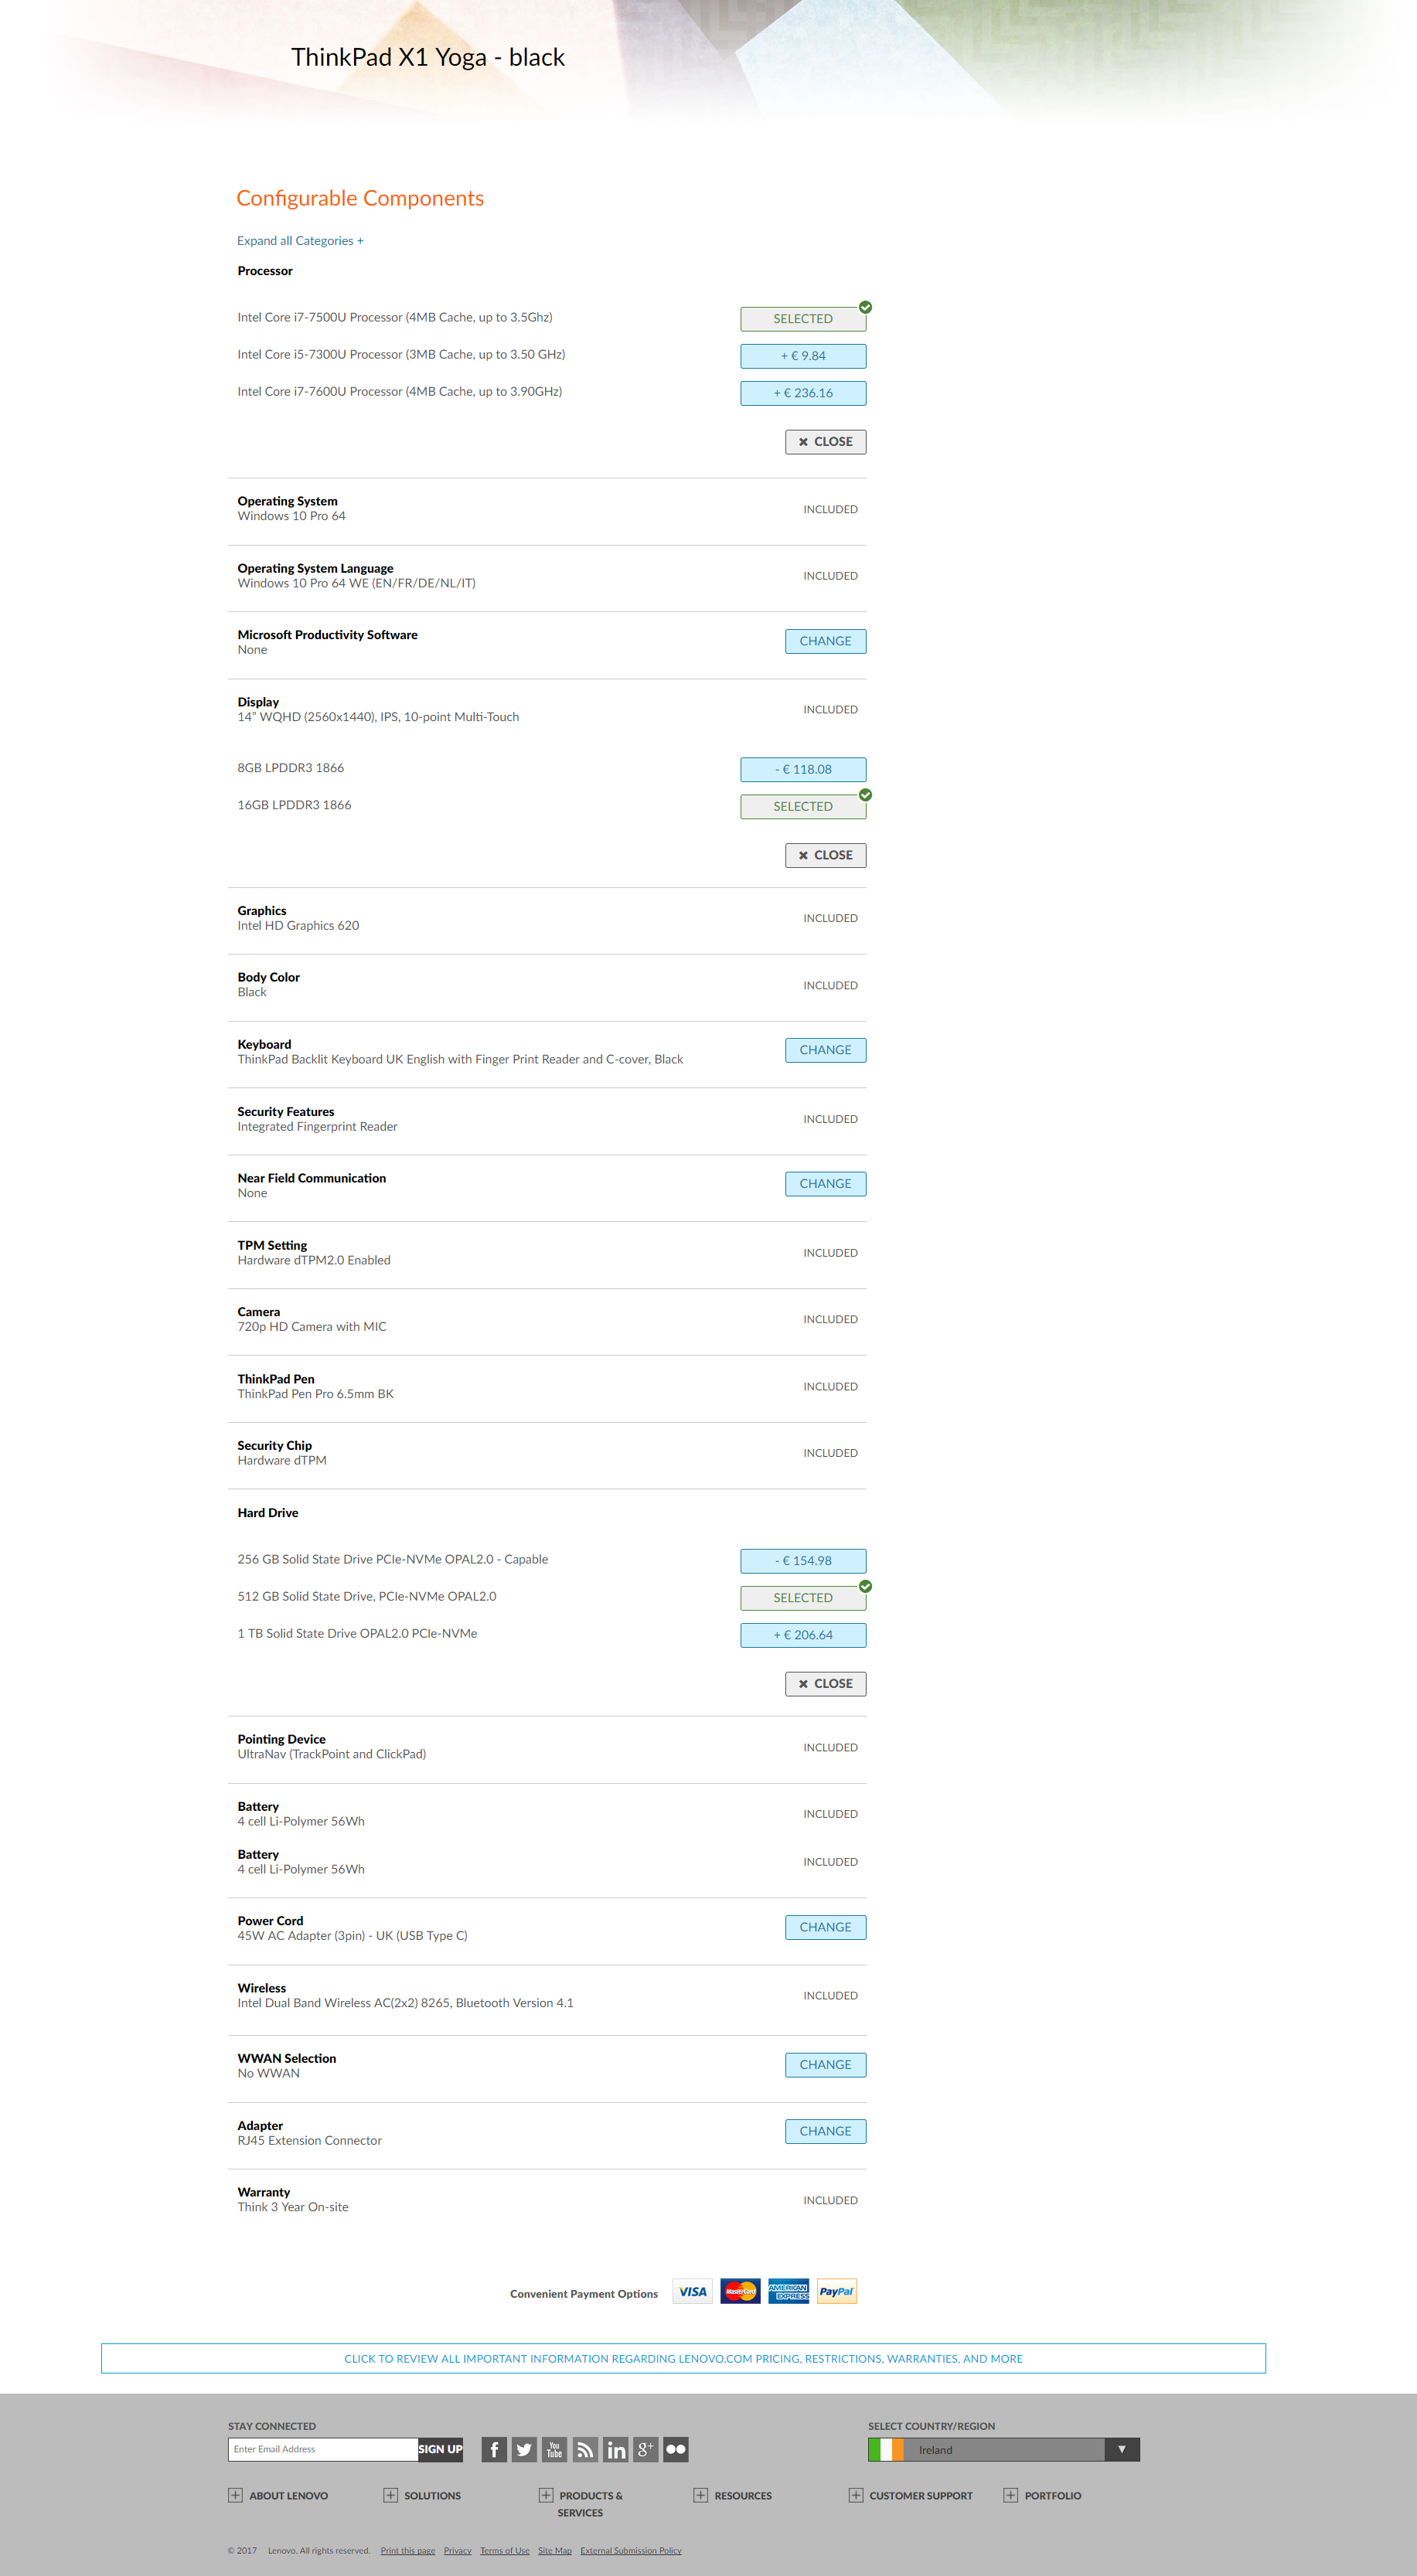 ThinkPad X1 Yoga - black
Configurable Components
Expand all Categories +
Processor
Intel Core i7-7500U Processor (4MB Cache, up to 3.5Ghz)
SELECTED
Intel Core i5-7300U Processor (3MB Cache, up to 3.50 GHz)
+ € 9.84
Intel Core i7-7600U Processor (4MB Cache, up to 3.90GHz)
+ € 236.16
✖ CLOSE
Operating System
Windows 10 Pro 64
INCLUDED
Operating System Language
Windows 10 Pro 64 WE (EN/FR/DE/NL/IT)
INCLUDED
Microsoft Productivity Software
None
CHANGE
Display
14" WQHD (2560x1440), IPS, 10-point Multi-Touch
INCLUDED
8GB LPDDR3 1866
- € 118.08
16GB LPDDR3 1866
SELECTED
✖ CLOSE
Graphics
Intel HD Graphics 620
INCLUDED
Body Color
Black
INCLUDED
Keyboard
ThinkPad Backlit Keyboard UK English with Finger Print Reader and C-cover, Black
CHANGE
Security Features
Integrated Fingerprint Reader
INCLUDED
Near Field Communication
None
CHANGE
TPM Setting
Hardware dTPM2.0 Enabled
INCLUDED
Camera
720p HD Camera with MIC
INCLUDED
ThinkPad Pen
ThinkPad Pen Pro 6.5mm BK
INCLUDED
Security Chip
Hardware dTPM
INCLUDED
Hard Drive
256 GB Solid State Drive PCIe-NVMe OPAL2.0 - Capable
- € 154.98
512 GB Solid State Drive, PCIe-NVMe OPAL2.0
SELECTED
1 TB Solid State Drive OPAL2.0 PCIe-NVMe
+ € 206.64
✖ CLOSE
Pointing Device
UltraNav (TrackPoint and ClickPad)
INCLUDED
Battery
4 cell Li-Polymer 56Wh
INCLUDED
Battery
4 cell Li-Polymer 56Wh
INCLUDED
Power Cord
45W AC Adapter (3pin) - UK (USB Type C)
CHANGE
Wireless
Intel Dual Band Wireless AC(2x2) 8265, Bluetooth Version 4.1
INCLUDED
WWAN Selection
No WWAN
CHANGE
Adapter
RJ45 Extension Connector
CHANGE
Warranty
Think 3 Year On-site
INCLUDED
Convenient Payment Options
VISA
MasterCard
AMERICAN EXPRESS
PayPal
CLICK TO REVIEW ALL IMPORTANT INFORMATION REGARDING LENOVO.COM PRICING, RESTRICTIONS, WARRANTIES, AND MORE
STAY CONNECTED
SELECT COUNTRY/REGION
Enter Email Address
SIGN UP
f
You Tube
in
g+
Ireland
ABOUT LENOVO
SOLUTIONS
PRODUCTS &
SERVICES
RESOURCES
CUSTOMER SUPPORT
PORTFOLIO
© 2017 Lenovo. All rights reserved. Print this page Privacy Terms of Use Site Map External Submission Policy